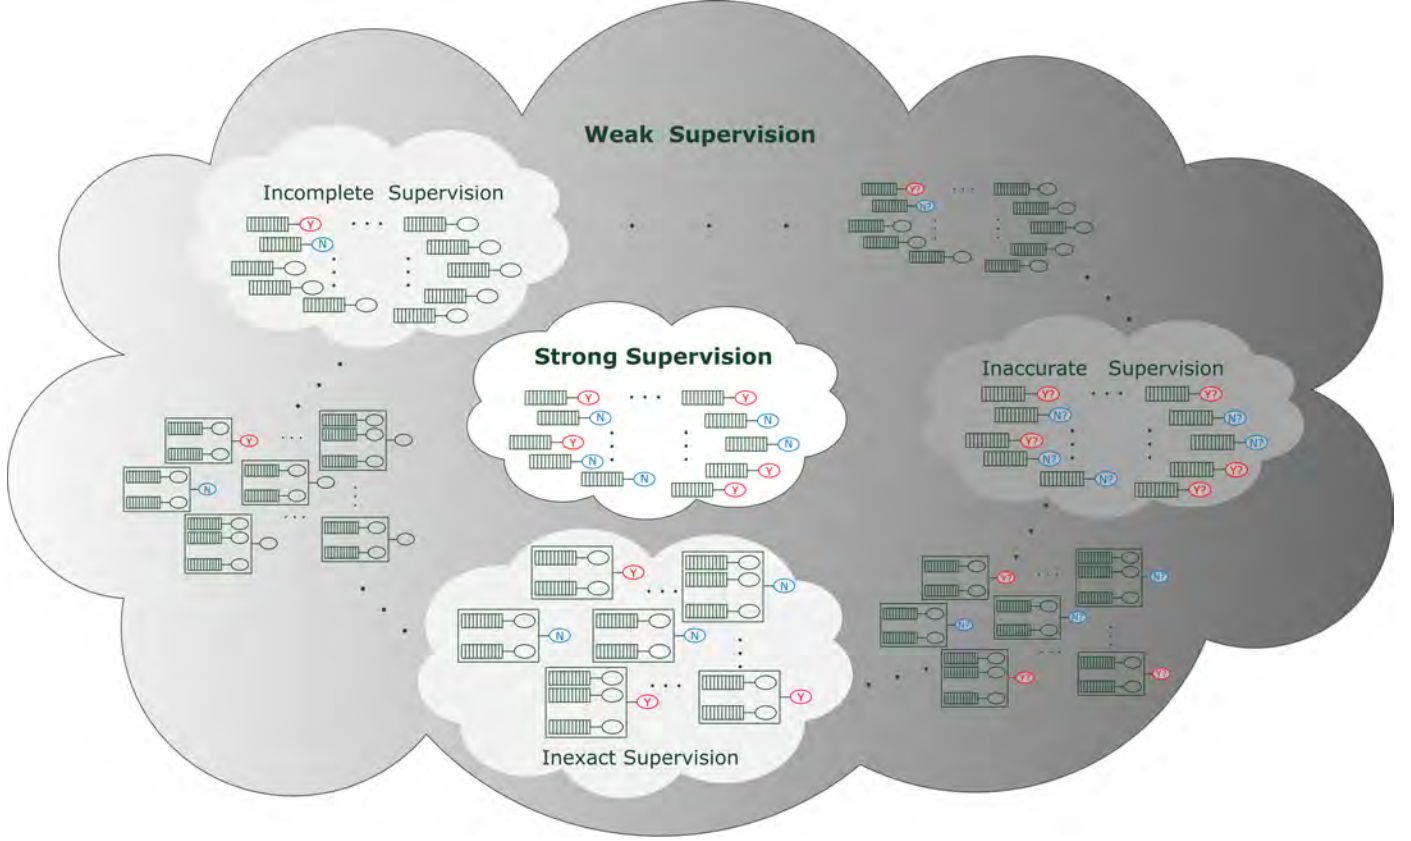 Weak Supervision
Incomplete Supervision
Y
N
Y?
N?
Strong Supervision
Y
Y
N
N
Y
N
N
Y
N
Y
Inaccurate Supervision
Y?
Y?
N?
N?
Y?
N?
N?
Y?
N?
Y?
Y
N
Y
N
N
N
Y
Y
Inexact Supervision
Y?
N?
N?
N?
Y?
Y?